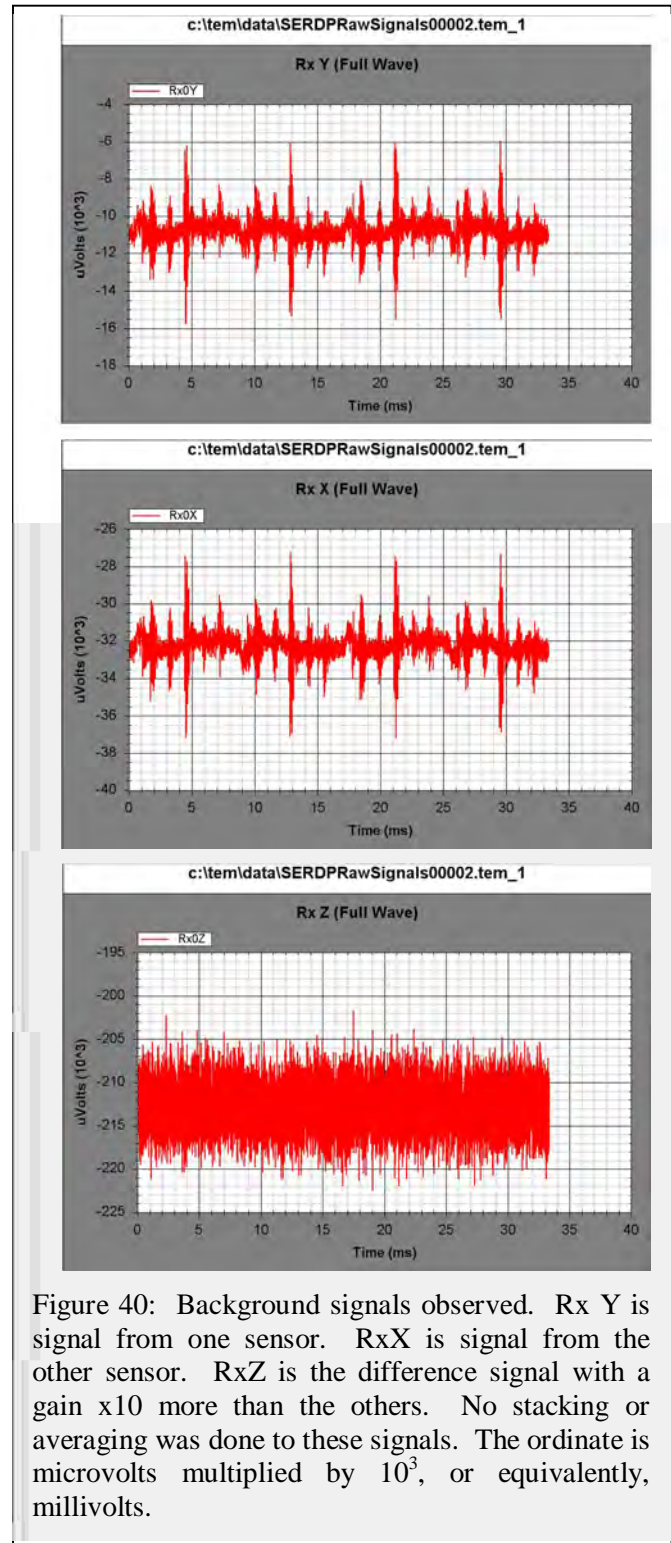 c:\tem\data\SERDPRawSignals00002.tem_1
Rx Y (Full Wave)
Rx0Y
-4
-6
-8
-10
-12
-14
-16
-18
uVolts (10^3)
0 5 10 15 20 25 30 35 40
Time (ms)
c:\tem\data\SERDPRawSignals00002.tem_1
Rx X (Full Wave)
Rx0X
-26
-28
-30
-32
-34
-36
-38
-40
uVolts (10^3)
0 5 10 15 20 25 30 35 40
Time (ms)
c:\tem\data\SERDPRawSignals00002.tem_1
Rx Z (Full Wave)
Rx0Z
-195
-200
-205
-210
-215
-220
-225
uVolts (10^3)
0 5 10 15 20 25 30 35 40
Time (ms)
Figure 40: Background signals observed. Rx Y is
signal from one sensor. RxX is signal from the
other sensor. RxZ is the difference signal with a
gain x10 more than the others. No stacking or
averaging was done to these signals. The ordinate is
microvolts multiplied by 10³, or equivalently,
millivolts.